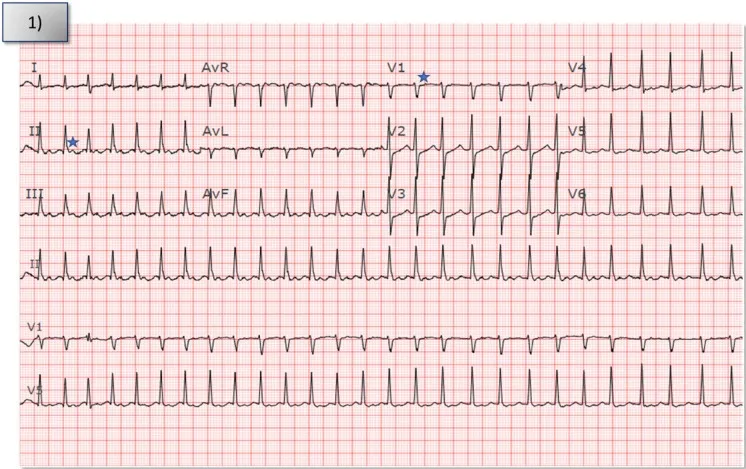 1)
I AvR V1 V4
II AvL V2 V5
III AvF V3 V6
II
V1
V5